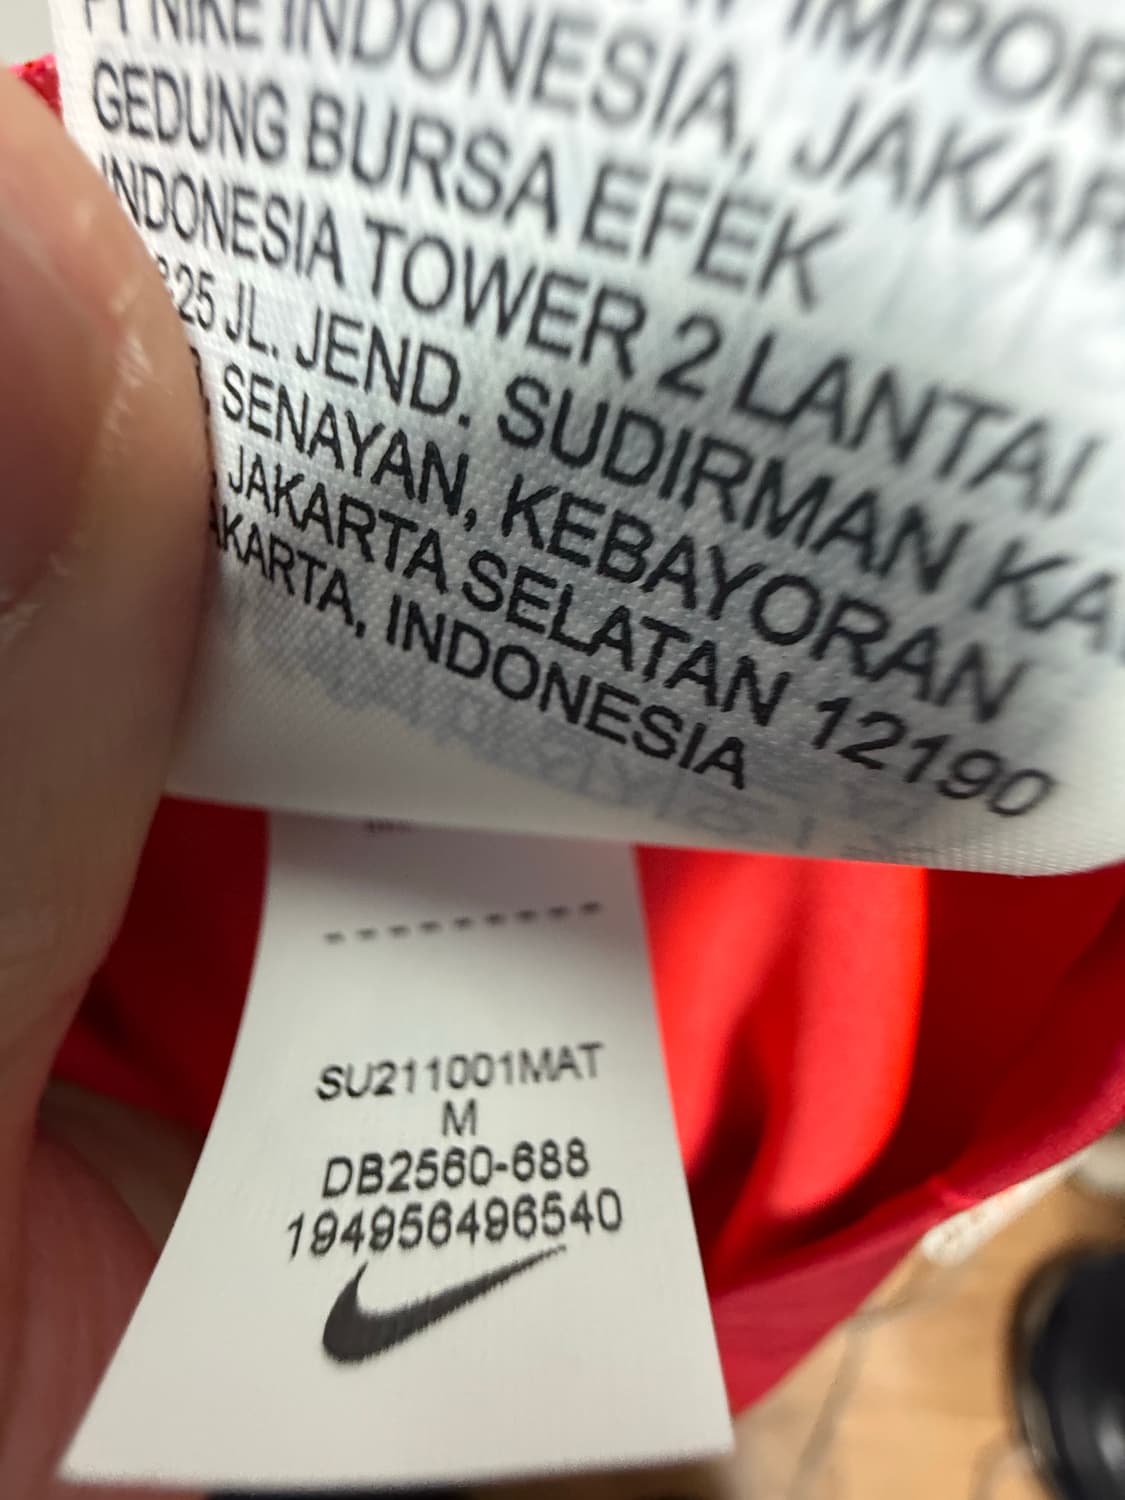 IMPOR
PT NIKE INDONESIA, JAKAR
GEDUNG BURSA EFEK
INDONESIA TOWER 2 LANTAI
25 JL. JEND. SUDIRMAN KA
SENAYAN, KEBAYORAN
JAKARTA SELATAN 12190
AKARTA, INDONESIA
SU211001MAT
M
DB2560-688
194956496540